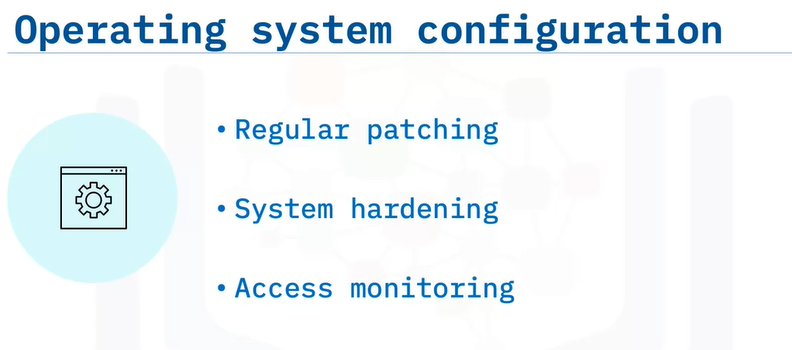 Operating system configuration
• Regular patching
• System hardening
• Access monitoring